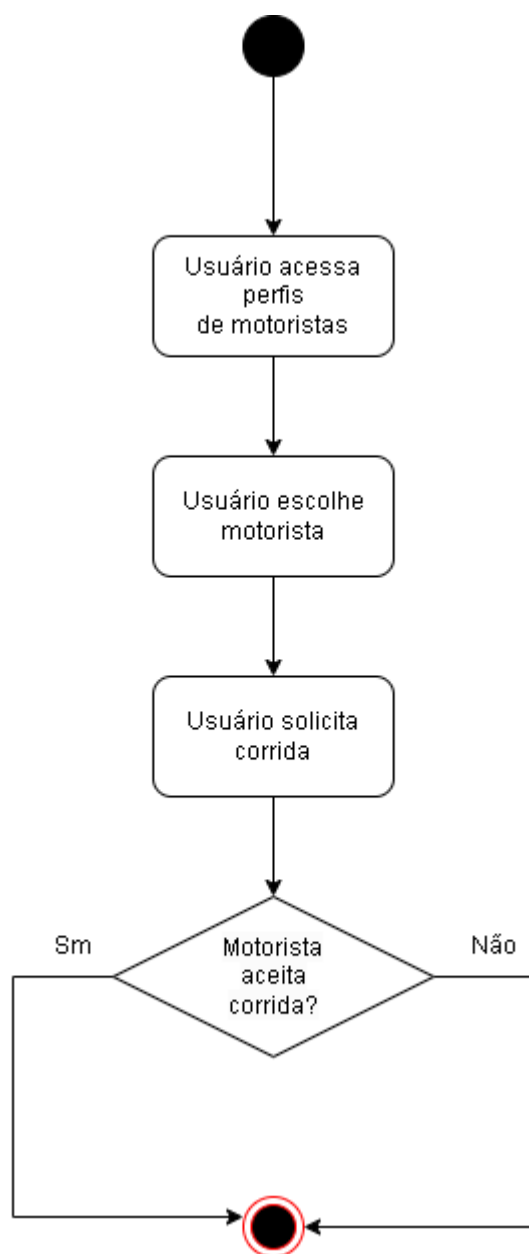 Usuário acessa
perfis
de motoristas
Usuário escolhe
motorista
Usuário solicita
corrida
Sm
Motorista
aceita
corrida?
Não